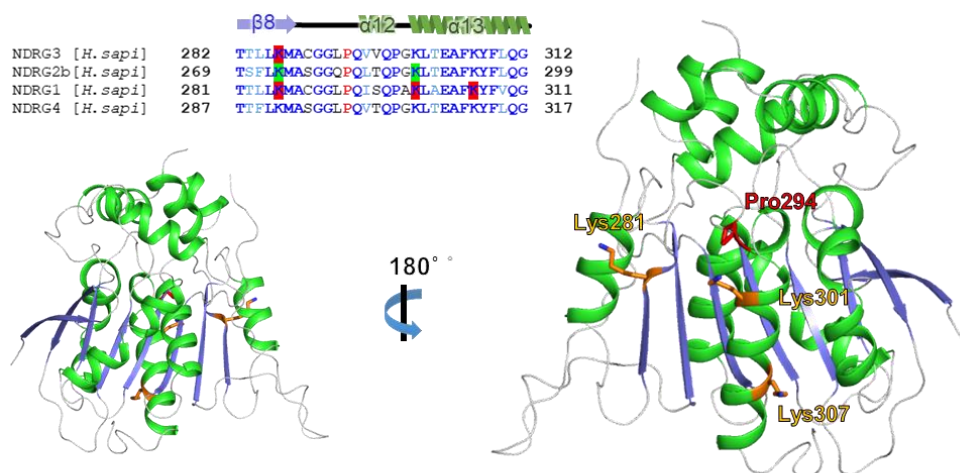 β8 α12 α13
NDRG3 [H.sapi] 282 TTLLKMACGGLPQVVQPGKLTEAFKYFLQG 312
NDRG2b[H.sapi] 269 TSFLKMASGGQPQLTQPGKLTEAFKYFLQG 299
NDRG1 [H.sapi] 281 TTLLKMACGGLPQISQPAKLAEAFKYFVQG 311
NDRG4 [H.sapi] 287 TTFLKMASGGLPQVTQPGKLTEAFKYFLQG 317
Pro294
Lys281
180° °
Lys301
Lys307